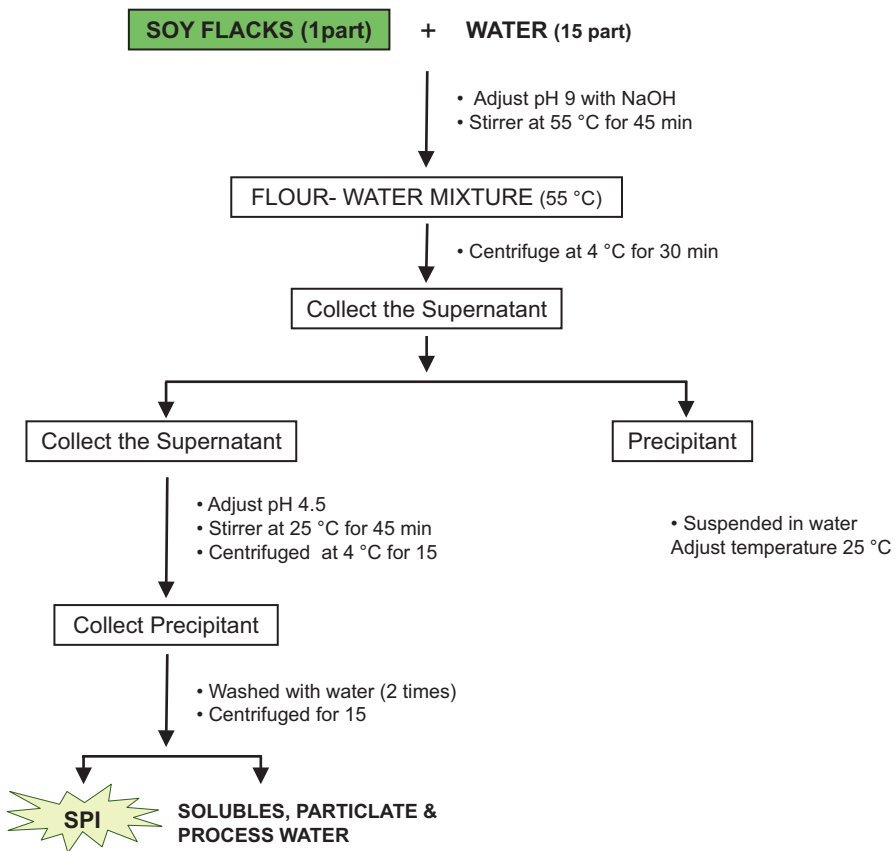 SOY FLACKS (1part) + WATER (15 part)
• Adjust pH 9 with NaOH
• Stirrer at 55 °C for 45 min
FLOUR- WATER MIXTURE (55 °C)
• Centrifuge at 4 °C for 30 min
Collect the Supernatant
Collect the Supernatant
Precipitant
• Adjust pH 4.5
• Stirrer at 25 °C for 45 min
• Centrifuged at 4 °C for 15
• Suspended in water
Adjust temperature 25 °C
Collect Precipitant
• Washed with water (2 times)
• Centrifuged for 15
SPI
SOLUBLES, PARTICLATE &
PROCESS WATER